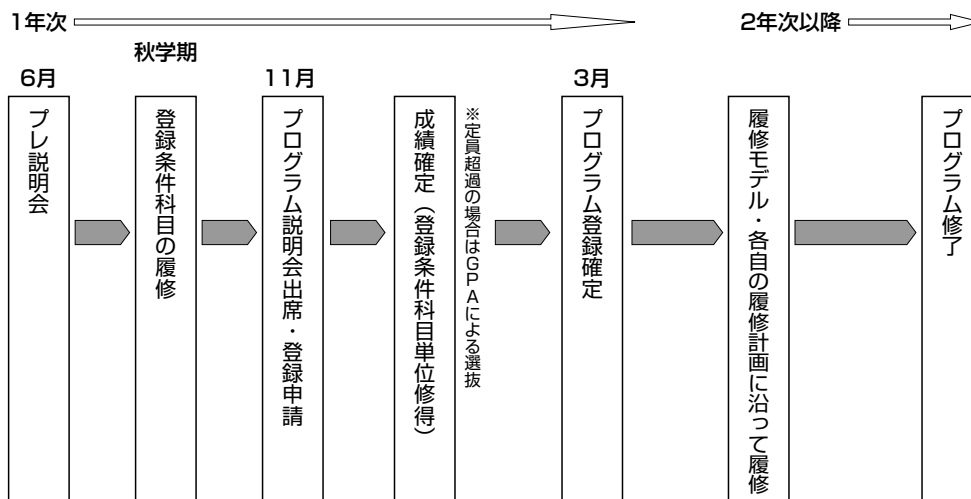 1年次
2年次以降
秋学期
6月
11月
3月
プレ説明会
登録条件科目の履修
プログラム説明会出席・登録申請
成績確定（登録条件科目単位修得）
※定員超過の場合はGPAによる選抜
プログラム登録確定
履修モデル・各自の履修計画に沿って履修
プログラム修了